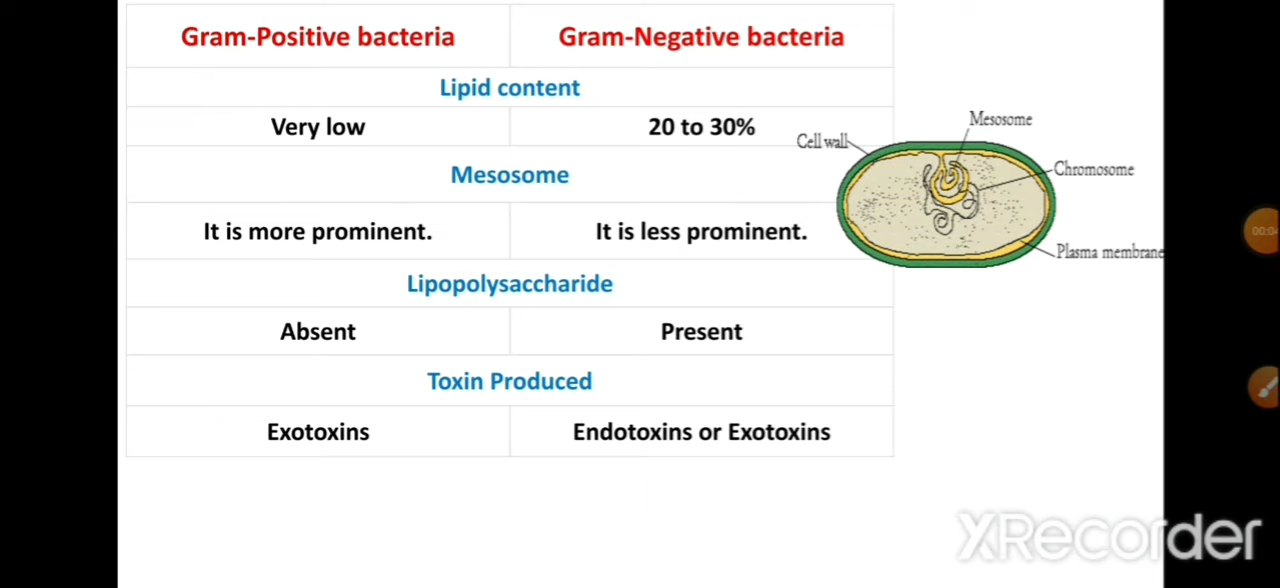 Gram-Positive bacteria Gram-Negative bacteria
Lipid content
Very low 20 to 30%
Mesosome
It is more prominent. It is less prominent.
Lipopolysaccharide
Absent Present
Toxin Produced
Exotoxins Endotoxins or Exotoxins
Mesosome
Cell wall
Chromosome
Plasma membrane
XRecorder